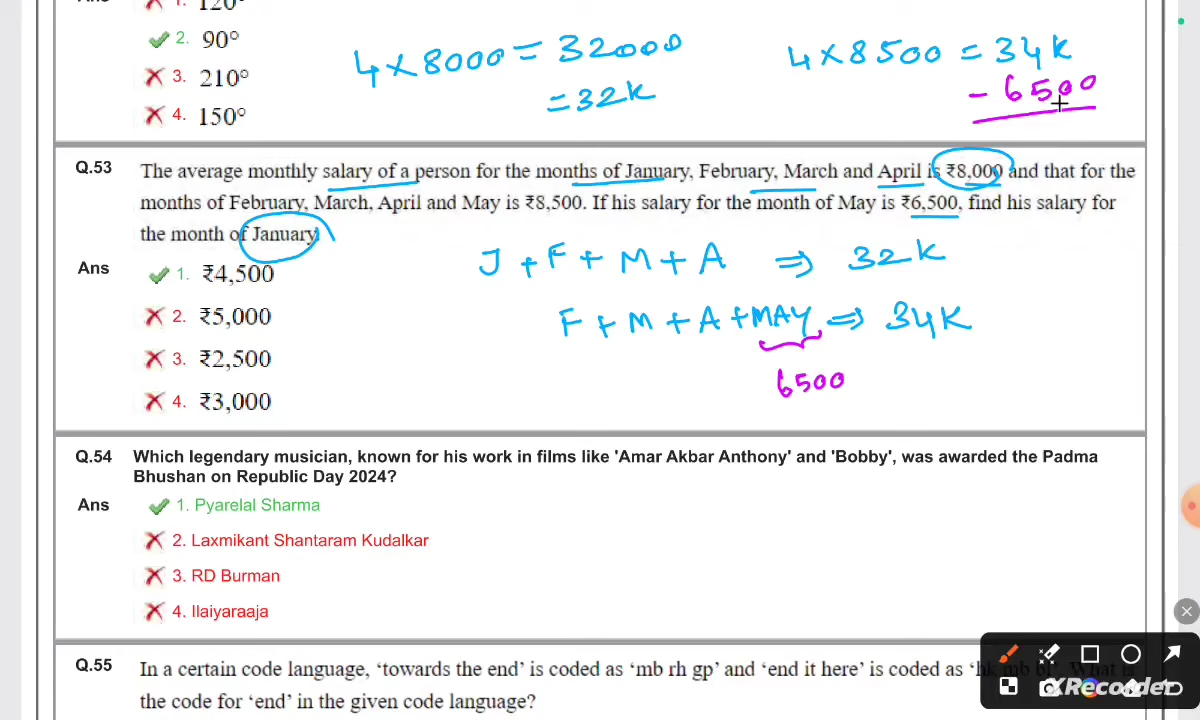 1. 120°
2. 90°
3. 210°
4. 150°
4 × 8000 = 32000
= 32K
4 × 8500 = 34K
- 6500
Q.53
The average monthly salary of a person for the months of January, February, March and April is ₹8,000 and that for the
months of February, March, April and May is ₹8,500. If his salary for the month of May is ₹6,500, find his salary for
the month of January.
Ans
1. ₹4,500
2. ₹5,000
3. ₹2,500
4. ₹3,000
J + F + M + A ⇒ 32K
F + M + A + MAY ⇒ 34K
6500
Q.54
Which legendary musician, known for his work in films like 'Amar Akbar Anthony' and 'Bobby', was awarded the Padma
Bhushan on Republic Day 2024?
Ans
1. Pyarelal Sharma
2. Laxmikant Shantaram Kudalkar
3. RD Burman
4. Ilaiyaraaja
Q.55
In a certain code language, ‘towards the end’ is coded as ‘mb rh gp’ and ‘end it here’ is coded as ‘hk mb
the code for ‘end’ in the given code language?
XRecorder